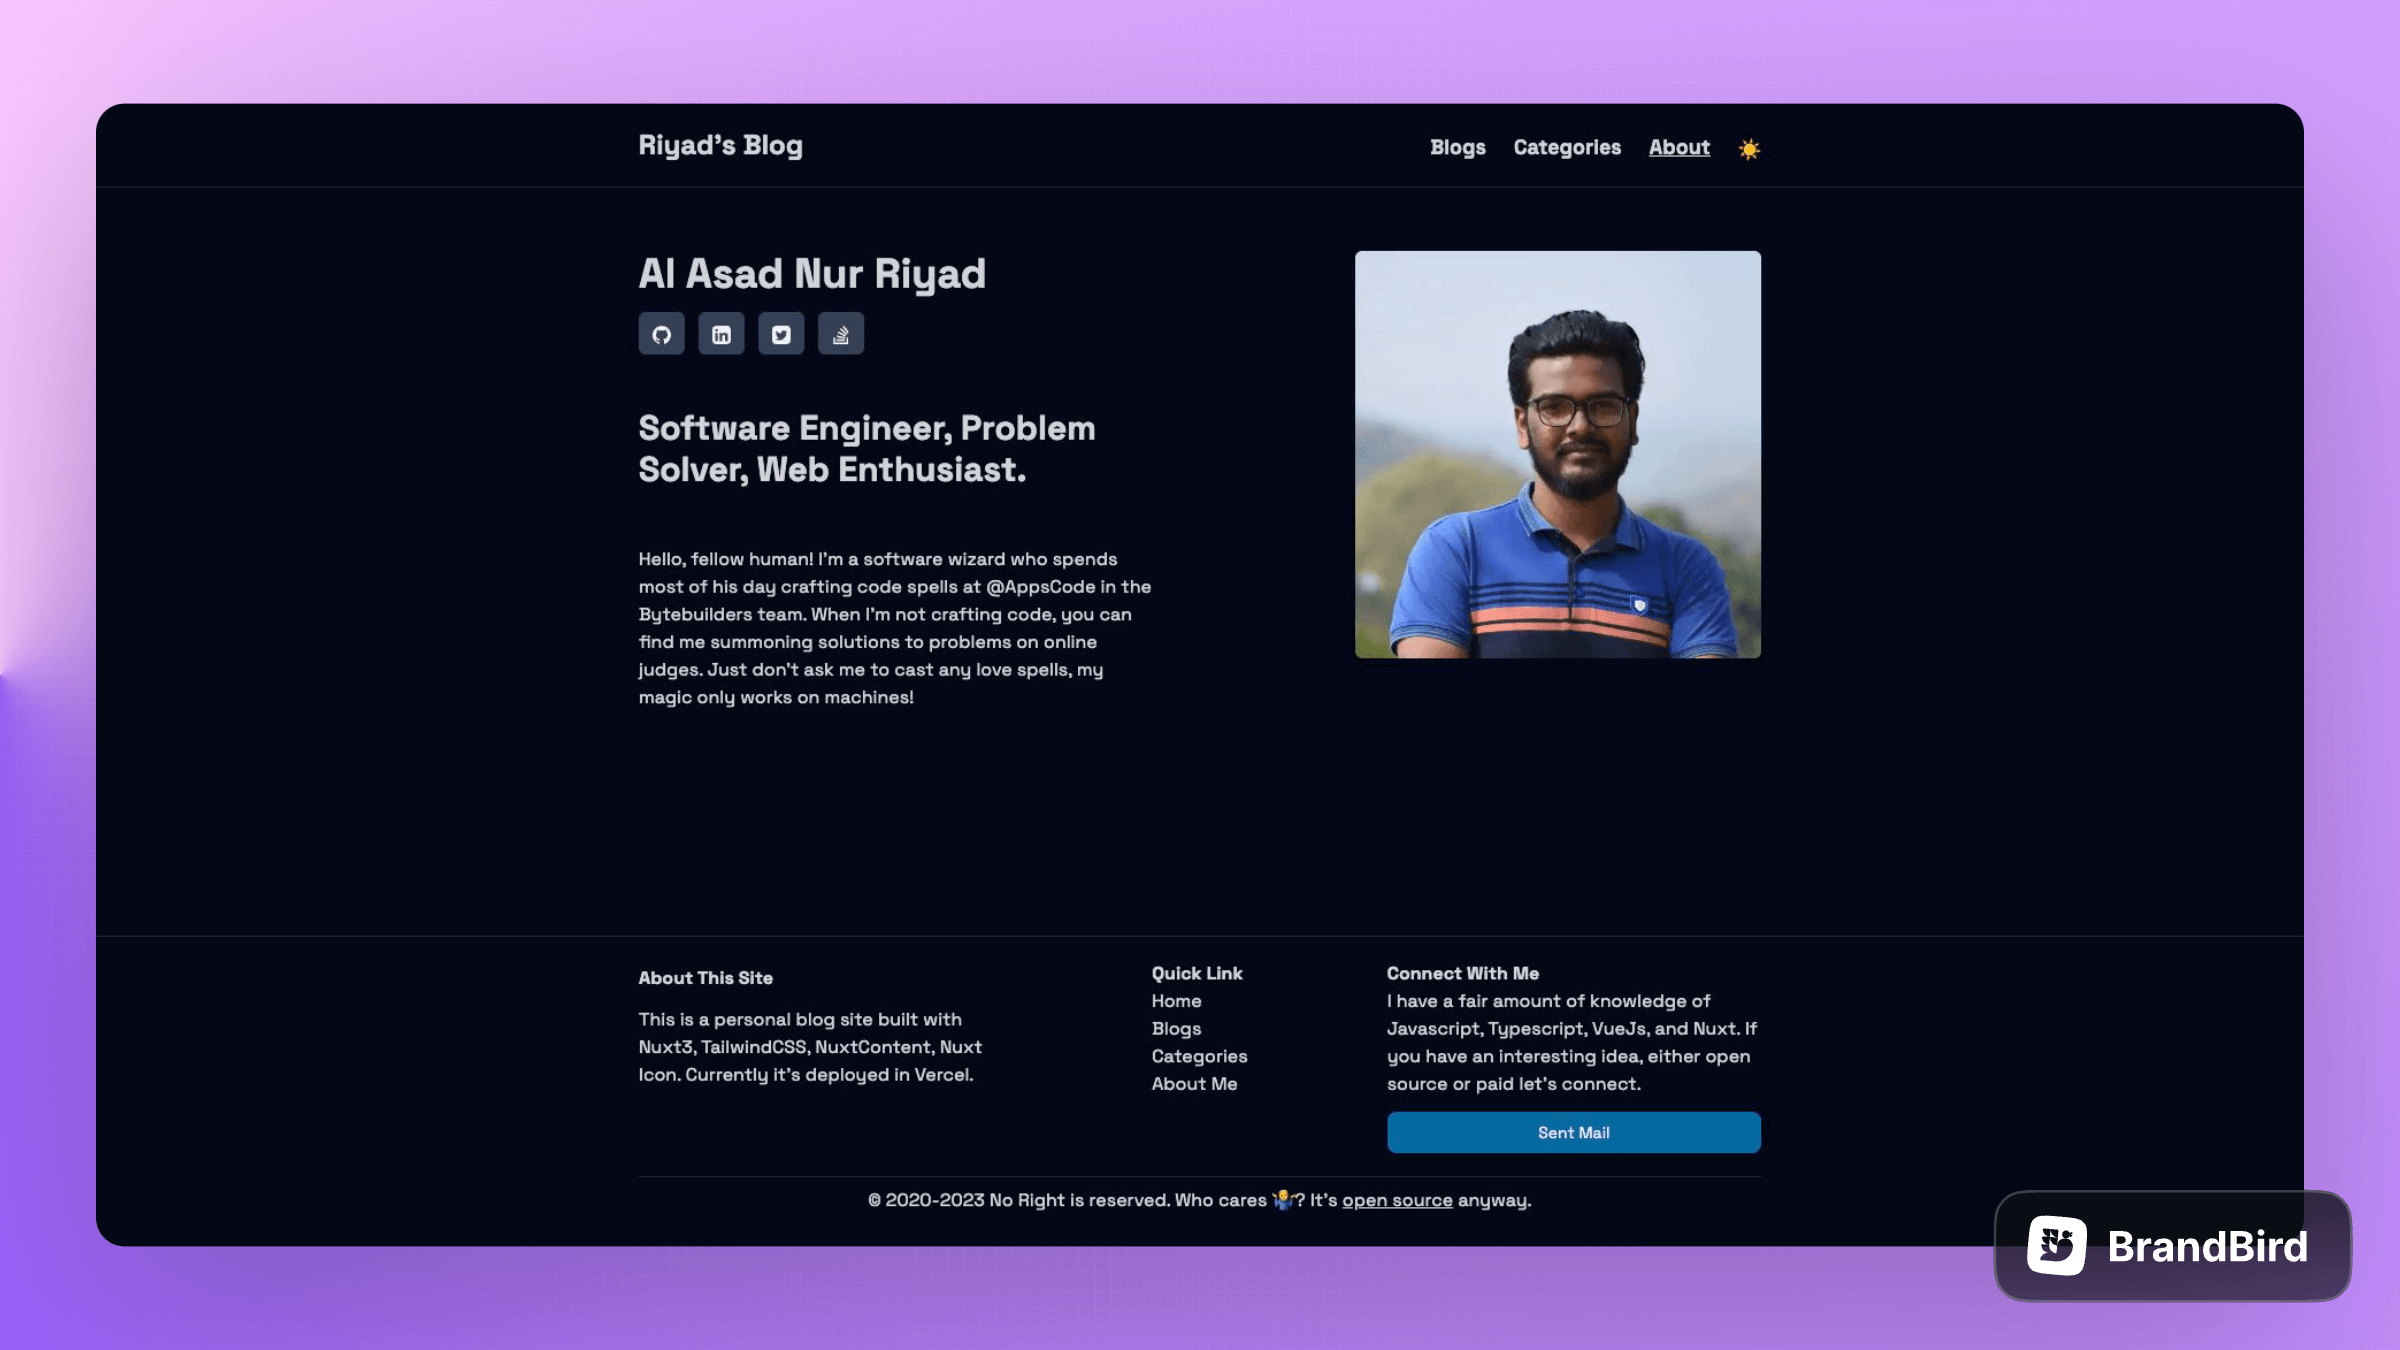 Riyad's Blog
Blogs
Categories
About
Al Asad Nur Riyad
Software Engineer, Problem
Solver, Web Enthusiast.
Hello, fellow human! I'm a software wizard who spends
most of his day crafting code spells at @AppsCode in the
Bytebuilders team. When I'm not crafting code, you can
find me summoning solutions to problems on online
judges. Just don't ask me to cast any love spells, my
magic only works on machines!
About This Site
This is a personal blog site built with
Nuxt3, TailwindCSS, NuxtContent, Nuxt
Icon. Currently it's deployed in Vercel.
Quick Link
Home
Blogs
Categories
About Me
Connect With Me
I have a fair amount of knowledge of
Javascript, Typescript, VueJs, and Nuxt. If
you have an interesting idea, either open
source or paid let's connect.
Sent Mail
© 2020-2023 No Right is reserved. Who cares 🤷‍♂️? It's open source anyway.
BrandBird